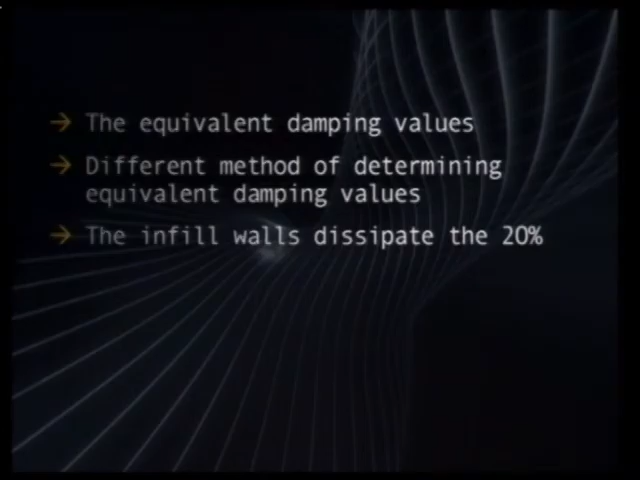 → The equivalent damping values
→ Different method of determining
equivalent damping values
→ The infill walls dissipate the 20%